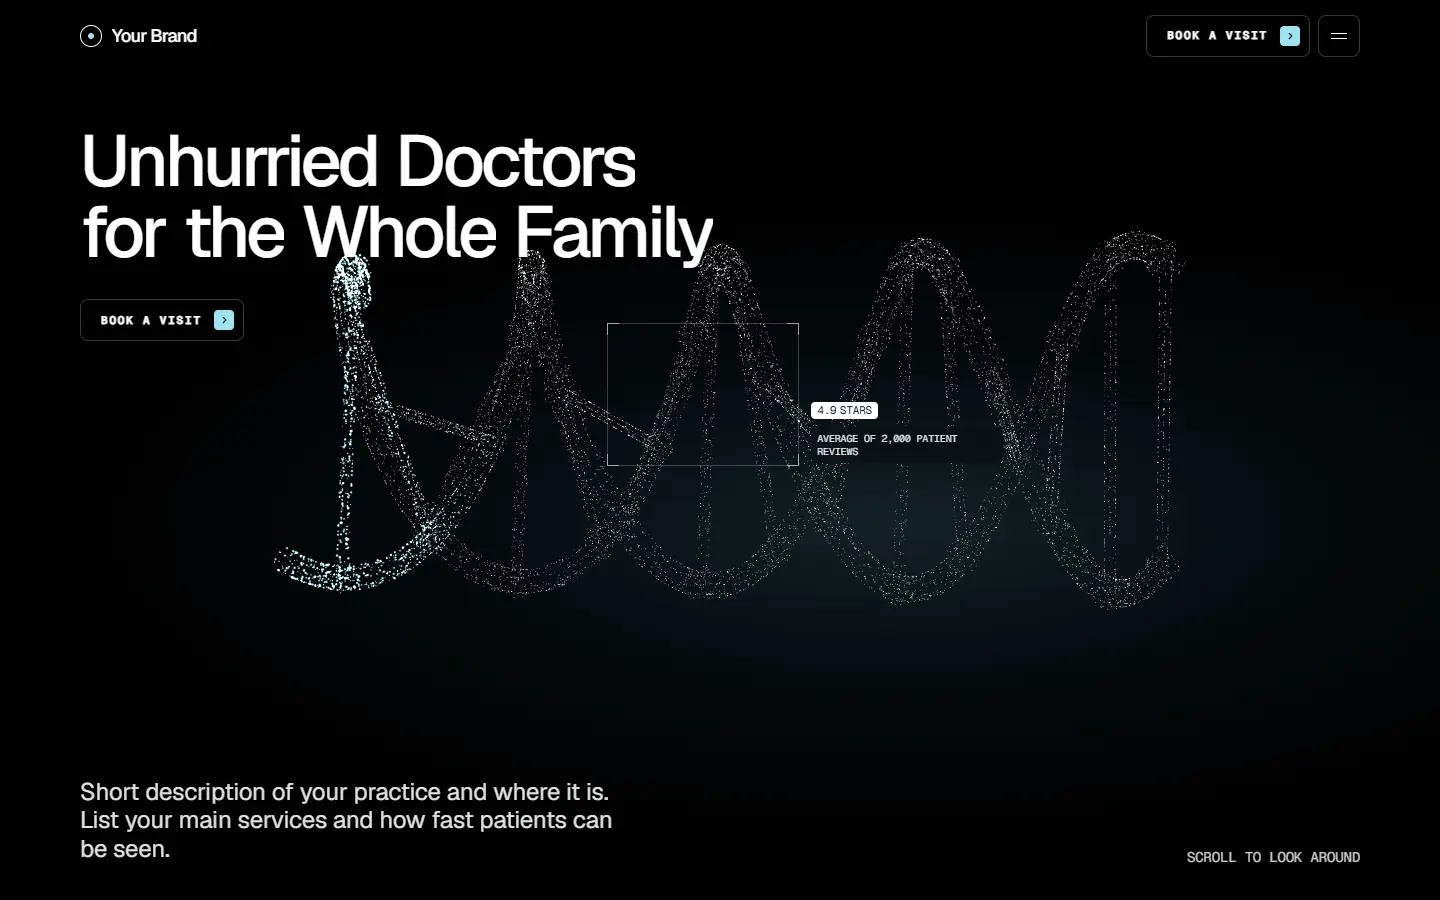 Your Brand
BOOK A VISIT
Unhurried Doctors
for the Whole Family
BOOK A VISIT
4.9 STARS
AVERAGE OF 2,000 PATIENT
REVIEWS
Short description of your practice and where it is.
List your main services and how fast patients can
be seen.
SCROLL TO LOOK AROUND